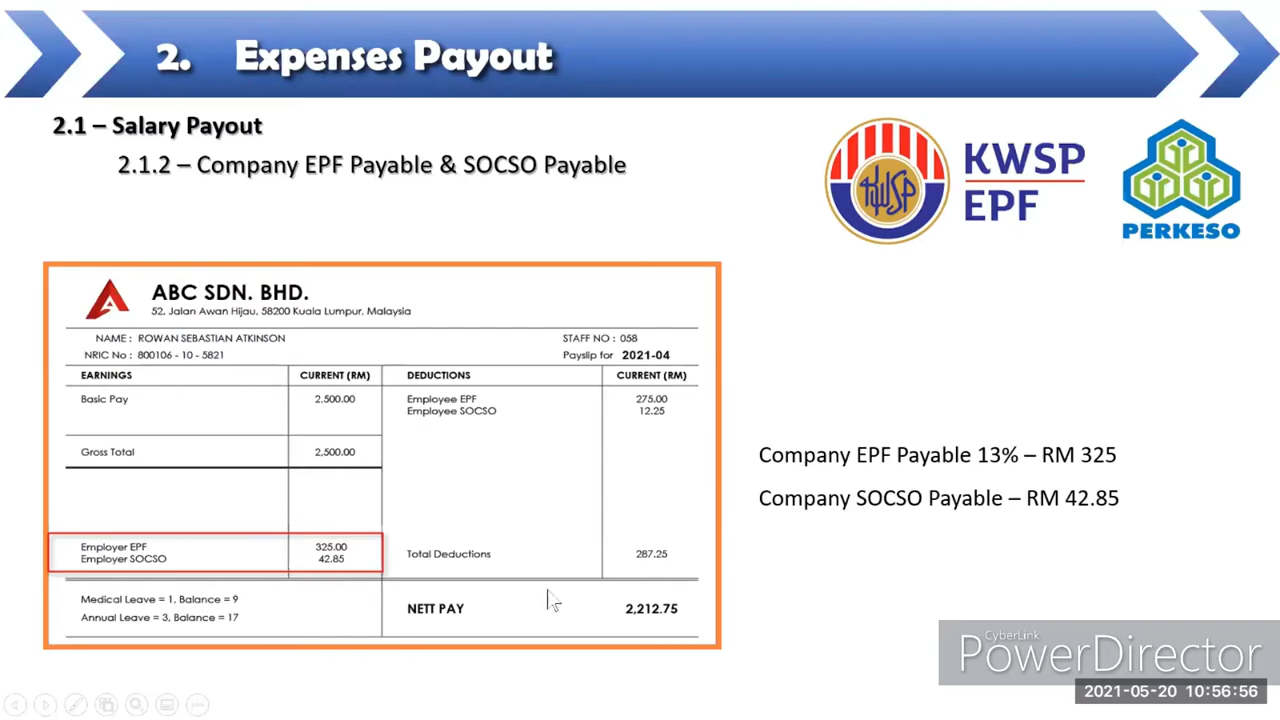 2. Expenses Payout
2.1 – Salary Payout
2.1.2 – Company EPF Payable & SOCSO Payable
KWSP
KWSP
EPF
PERKESO
ABC SDN. BHD.
52, Jalan Awan Hijau, 58200 Kuala Lumpur, Malaysia
NAME : ROWAN SEBASTIAN ATKINSON STAFF NO : 058
NRIC No : 800106 - 10 - 5821 Payslip for 2021-04
EARNINGS CURRENT (RM) DEDUCTIONS CURRENT (RM)
Basic Pay 2,500.00 Employee EPF 275.00
Employee SOCSO 12.25
Gross Total 2,500.00
Employer EPF 325.00
Employer SOCSO 42.85
Total Deductions 287.25
Medical Leave = 1, Balance = 9
Annual Leave = 3, Balance = 17
NETT PAY 2,212.75
Company EPF Payable 13% – RM 325
Company SOCSO Payable – RM 42.85
CyberLink
PowerDirector
2021-05-20 10:56:56